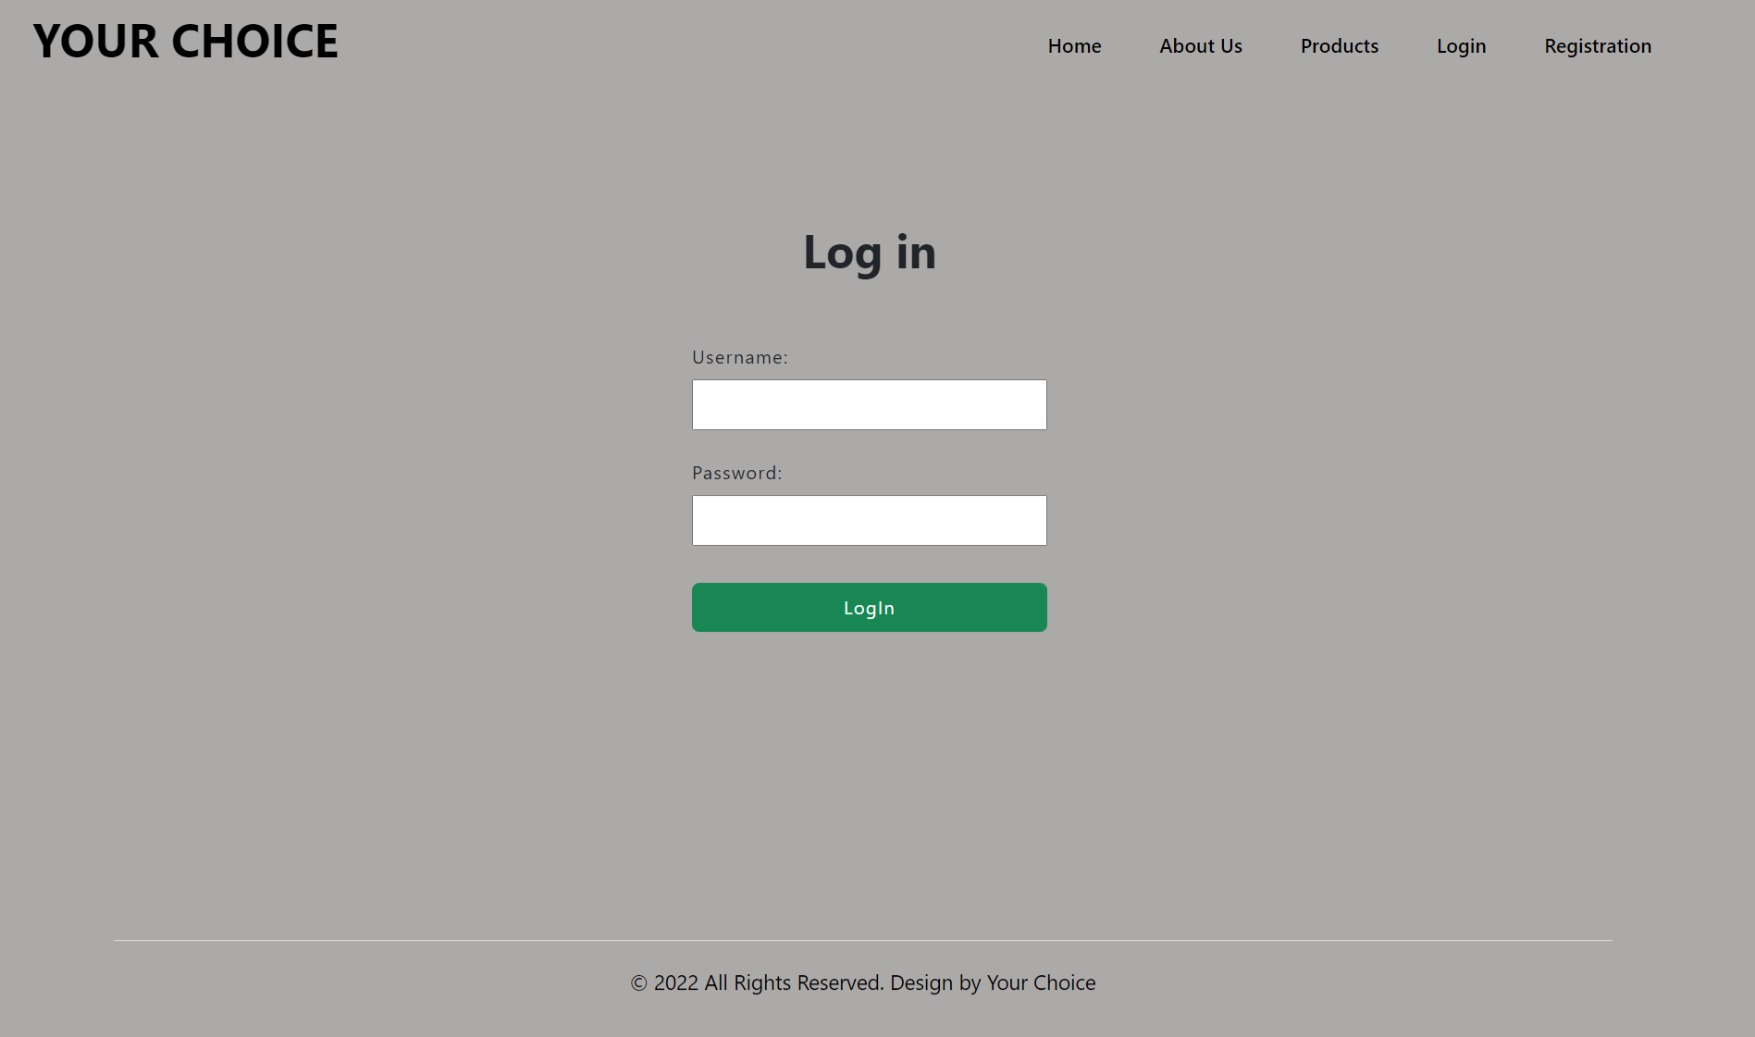 YOUR CHOICE
Home About Us Products Login Registration
Log in
Username:
Password:
LogIn
© 2022 All Rights Reserved. Design by Your Choice